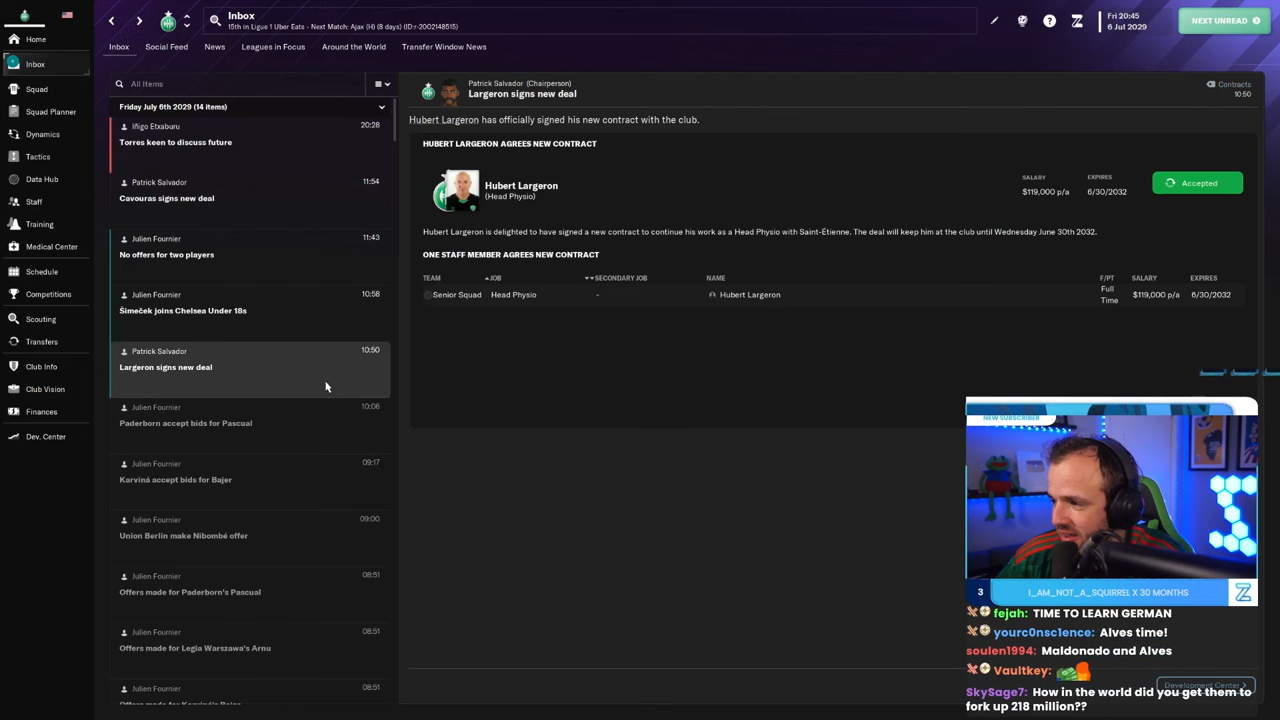 Inbox
15th in Ligue 1 Uber Eats - Next Match: Ajax (H) (8 days) (ID:r-2002148515)
Fri 20:45
6 Jul 2029
NEXT UNREAD
Home
Inbox
Squad
Squad Planner
Dynamics
Tactics
Data Hub
Staff
Training
Medical Center
Schedule
Competitions
Scouting
Transfers
Club Info
Club Vision
Finances
Dev. Center
Inbox Social Feed News Leagues in Focus Around the World Transfer Window News
All Items
Friday July 6th 2029 (14 items)
Iñigo Etxaburu 20:28
Torres keen to discuss future
Patrick Salvador 11:54
Cavouras signs new deal
Julien Fournier 11:43
No offers for two players
Julien Fournier 10:58
Šimeček joins Chelsea Under 18s
Patrick Salvador 10:50
Largeron signs new deal
Julien Fournier 10:06
Paderborn accept bids for Pascual
Julien Fournier 09:17
Karviná accept bids for Bajer
Julien Fournier 09:00
Union Berlin make Nibombé offer
Julien Fournier 08:51
Offers made for Paderborn's Pascual
Julien Fournier 08:51
Offers made for Legia Warszawa's Arnu
Julien Fournier 08:51
Offers made for Karviná's Bajer
Patrick Salvador (Chairperson)
Largeron signs new deal
Contracts
10:50
Hubert Largeron has officially signed his new contract with the club.
HUBERT LARGERON AGREES NEW CONTRACT
Hubert Largeron
(Head Physio)
SALARY EXPIRES
$119,000 p/a 6/30/2032
Accepted
Hubert Largeron is delighted to have signed a new contract to continue his work as a Head Physio with Saint-Étienne. The deal will keep him at the club until Wednesday June 30th 2032.
ONE STAFF MEMBER AGREES NEW CONTRACT
TEAM JOB SECONDARY JOB NAME F/PT SALARY EXPIRES
Senior Squad Head Physio - Hubert Largeron Full Time $119,000 p/a 6/30/2032
NEW SUBSCRIBER
3 I_AM_NOT_A_SQUIRREL X 30 MONTHS
fejah: TIME TO LEARN GERMAN
yourc0nsc1ence: Alves time!
soulen1994: Maldonado and Alves
Vaultkey:
Development Center >
SkySage7: How in the world did you get them to
fork up 218 million??